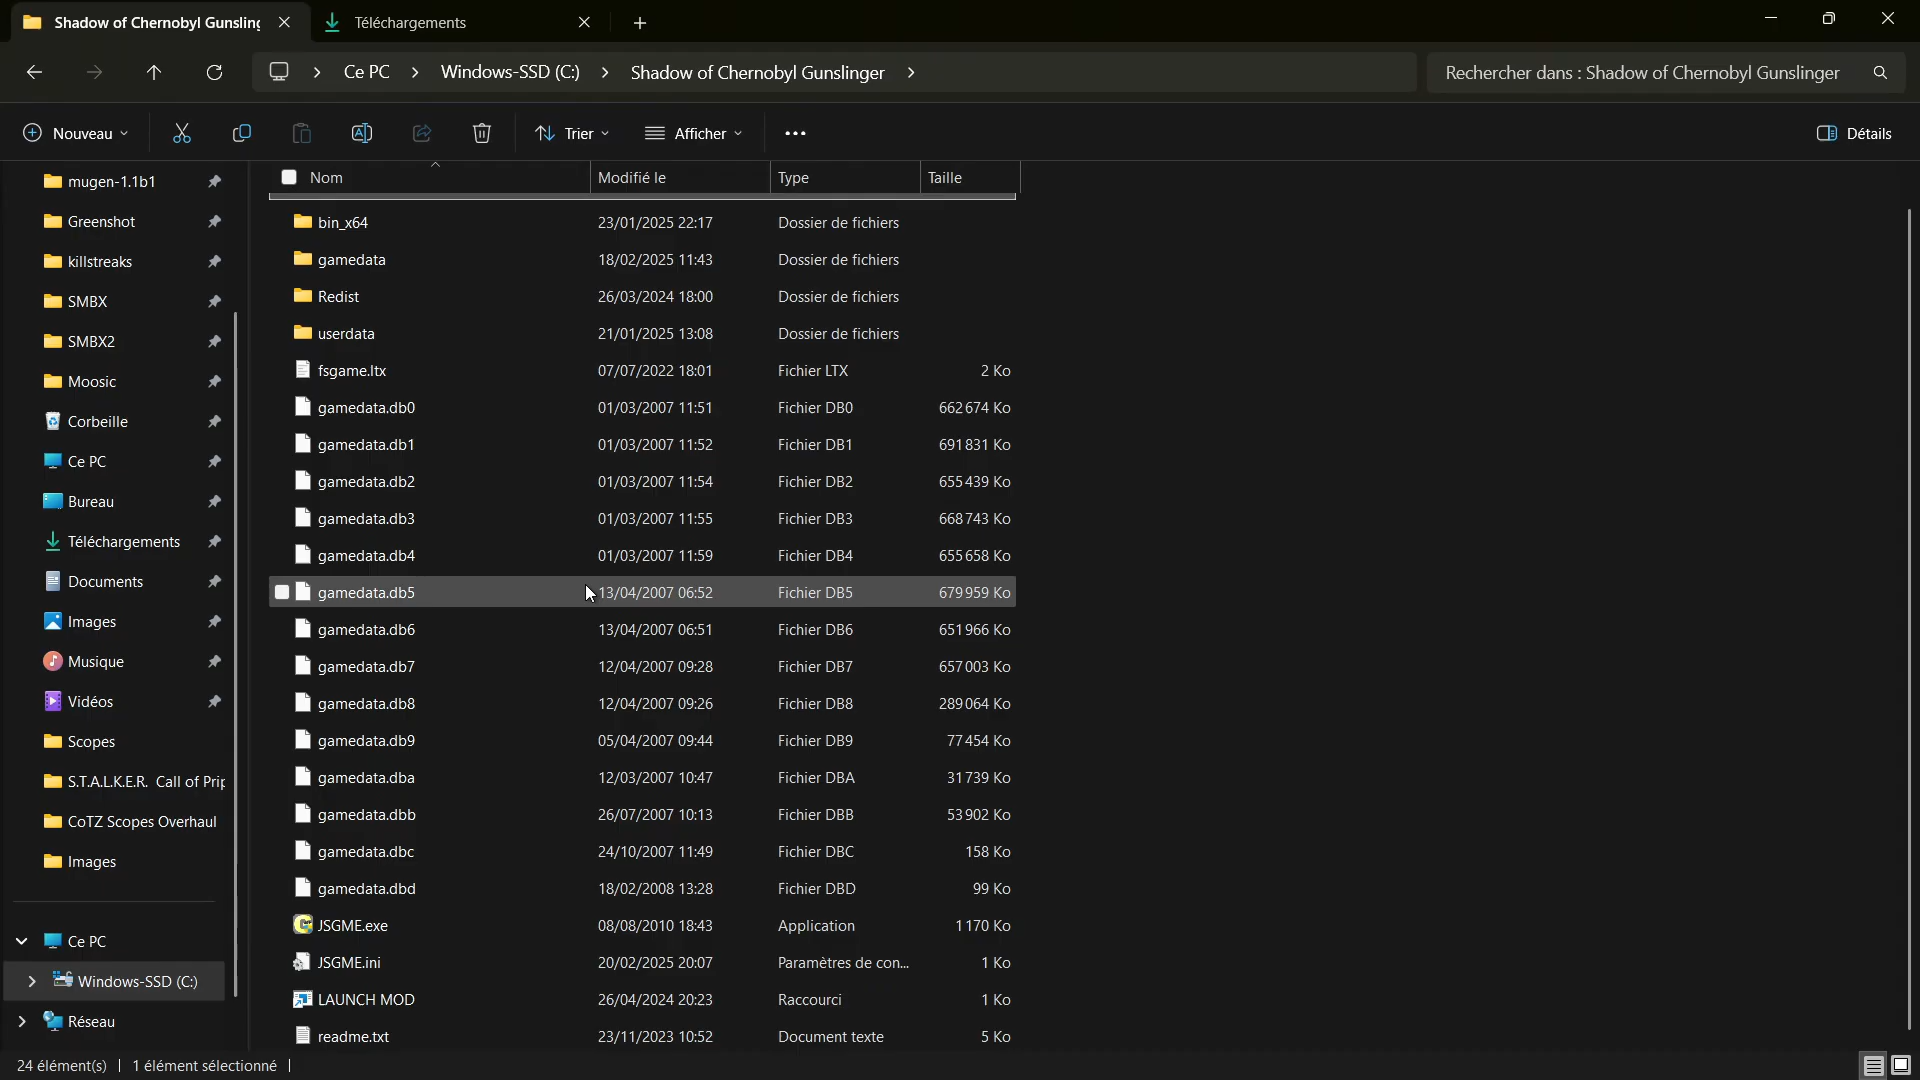 Shadow of Chernobyl Gunsling
Téléchargements
Ce PC
Windows-SSD (C:)
Shadow of Chernobyl Gunslinger
Rechercher dans : Shadow of Chernobyl Gunslinger
Nouveau
Trier
Afficher
Détails
mugen-1.1b1
Greenshot
killstreaks
SMBX
SMBX2
Moosic
Corbeille
Ce PC
Bureau
Téléchargements
Documents
Images
Musique
Vidéos
Scopes
S.T.A.L.K.E.R. Call of Prip
CoTZ Scopes Overhaul
Images
Ce PC
Windows-SSD (C:)
Réseau
Nom Modifié le Type Taille
bin_x64 23/01/2025 22:17 Dossier de fichiers
gamedata 18/02/2025 11:43 Dossier de fichiers
Redist 26/03/2024 18:00 Dossier de fichiers
userdata 21/01/2025 13:08 Dossier de fichiers
fsgame.ltx 07/07/2022 18:01 Fichier LTX 2 Ko
gamedata.db0 01/03/2007 11:51 Fichier DB0 662 674 Ko
gamedata.db1 01/03/2007 11:52 Fichier DB1 691 831 Ko
gamedata.db2 01/03/2007 11:54 Fichier DB2 655 439 Ko
gamedata.db3 01/03/2007 11:55 Fichier DB3 668 743 Ko
gamedata.db4 01/03/2007 11:59 Fichier DB4 655 658 Ko
gamedata.db5 13/04/2007 06:52 Fichier DB5 679 959 Ko
gamedata.db6 13/04/2007 06:51 Fichier DB6 651 966 Ko
gamedata.db7 12/04/2007 09:28 Fichier DB7 657 003 Ko
gamedata.db8 12/04/2007 09:26 Fichier DB8 289 064 Ko
gamedata.db9 05/04/2007 09:44 Fichier DB9 77 454 Ko
gamedata.dba 12/03/2007 10:47 Fichier DBA 31 739 Ko
gamedata.dbb 26/07/2007 10:13 Fichier DBB 53 902 Ko
gamedata.dbc 24/10/2007 11:49 Fichier DBC 158 Ko
gamedata.dbd 18/02/2008 13:28 Fichier DBD 99 Ko
JSGME.exe 08/08/2010 18:43 Application 1 170 Ko
JSGME.ini 20/02/2025 20:07 Paramètres de con... 1 Ko
LAUNCH MOD 26/04/2024 20:23 Raccourci 1 Ko
readme.txt 23/11/2023 10:52 Document texte 5 Ko
24 élément(s) 1 élément sélectionné